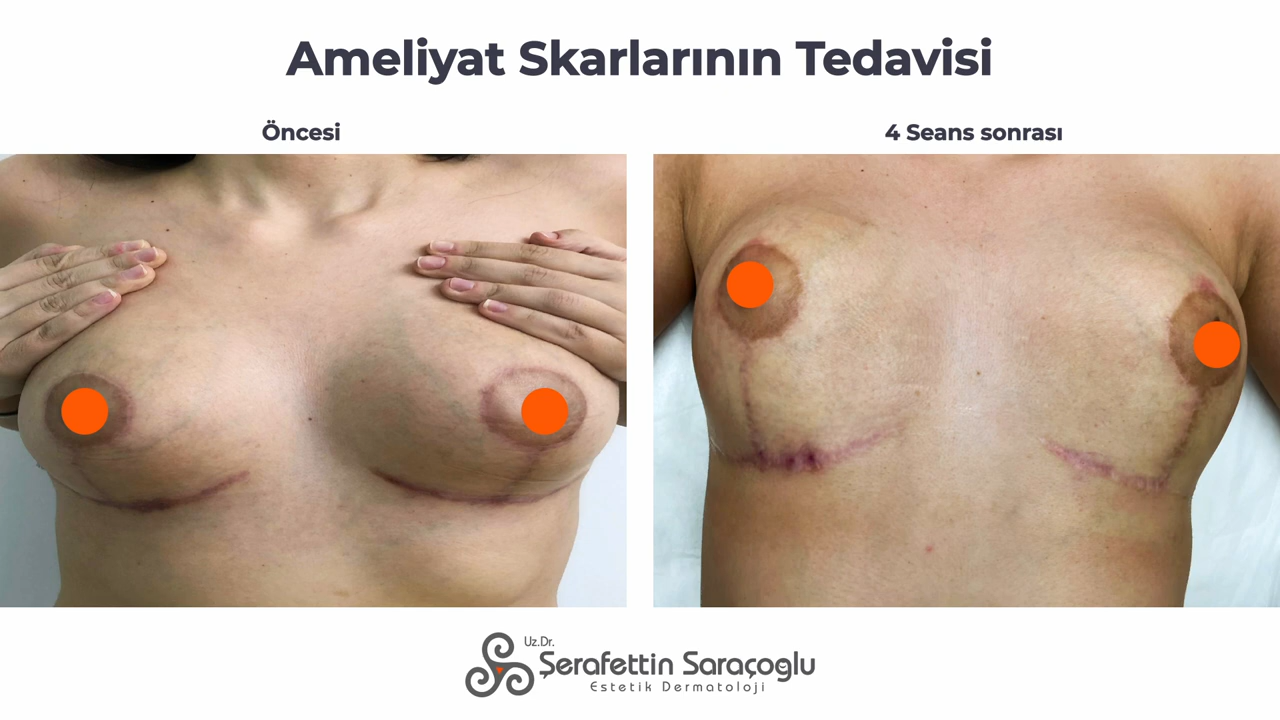 Ameliyat Skarlarının Tedavisi
Öncesi
4 Seans sonrası
Uz.Dr.
Şerafettin Saraçoglu
Estetik Dermatoloji